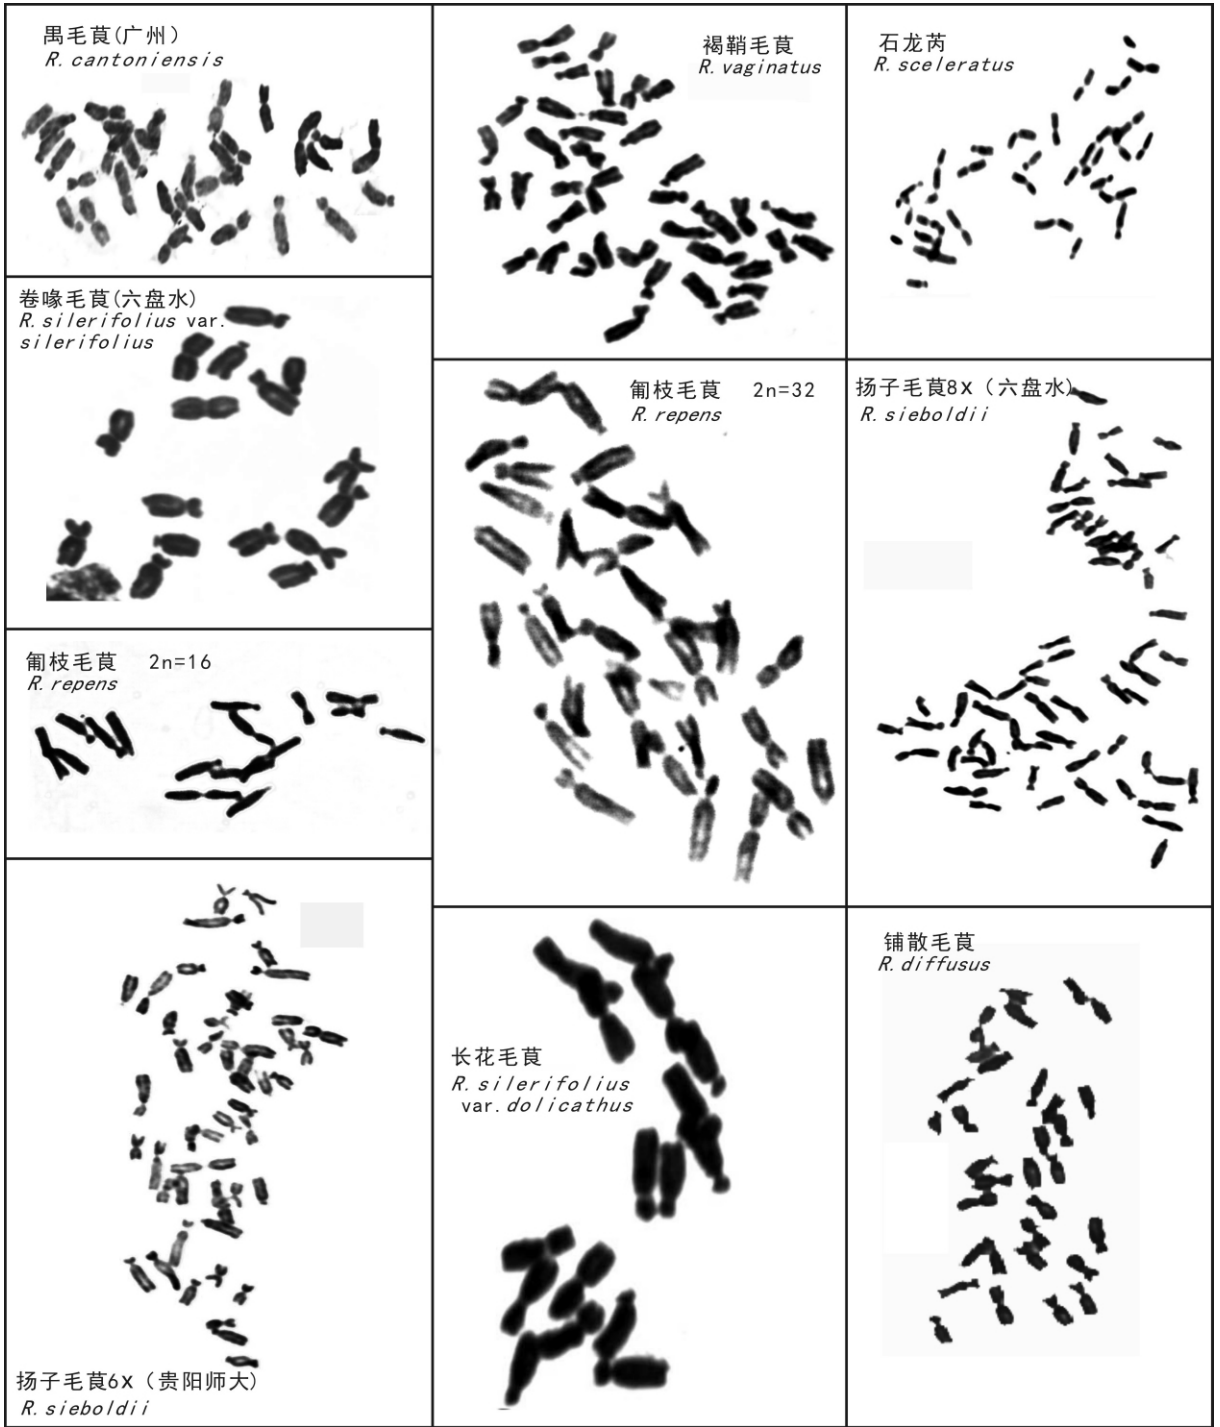 禺毛茛(广州)
R. cantoniensis
褐鞘毛茛
R. vaginatus
石龙芮
R. sceleratus
卷喙毛茛(六盘水)
R. silerifolius var.
silerifolius
匍枝毛茛 2n=32
R. repens
扬子毛茛8x(六盘水)
R. sieboldii
匍枝毛茛 2n=16
R. repens
长花毛茛
R. silerifolius
var. dolicathus
铺散毛茛
R. diffusus
扬子毛茛6x(贵阳师大)
R. sieboldii